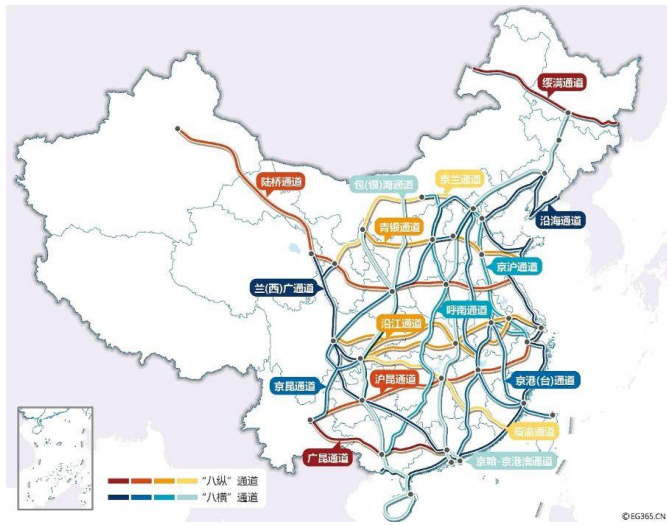 绥满通道
陆桥通道
包(银)海通道
京兰通道
沿海通道
青银通道
京沪通道
兰(西)广通道
呼南通道
沿江通道
京昆通道
沪昆通道
京港(台)通道
厦渝通道
广昆通道
京哈-京港澳通道
“八纵”通道
“八横”通道
©EG365.CN